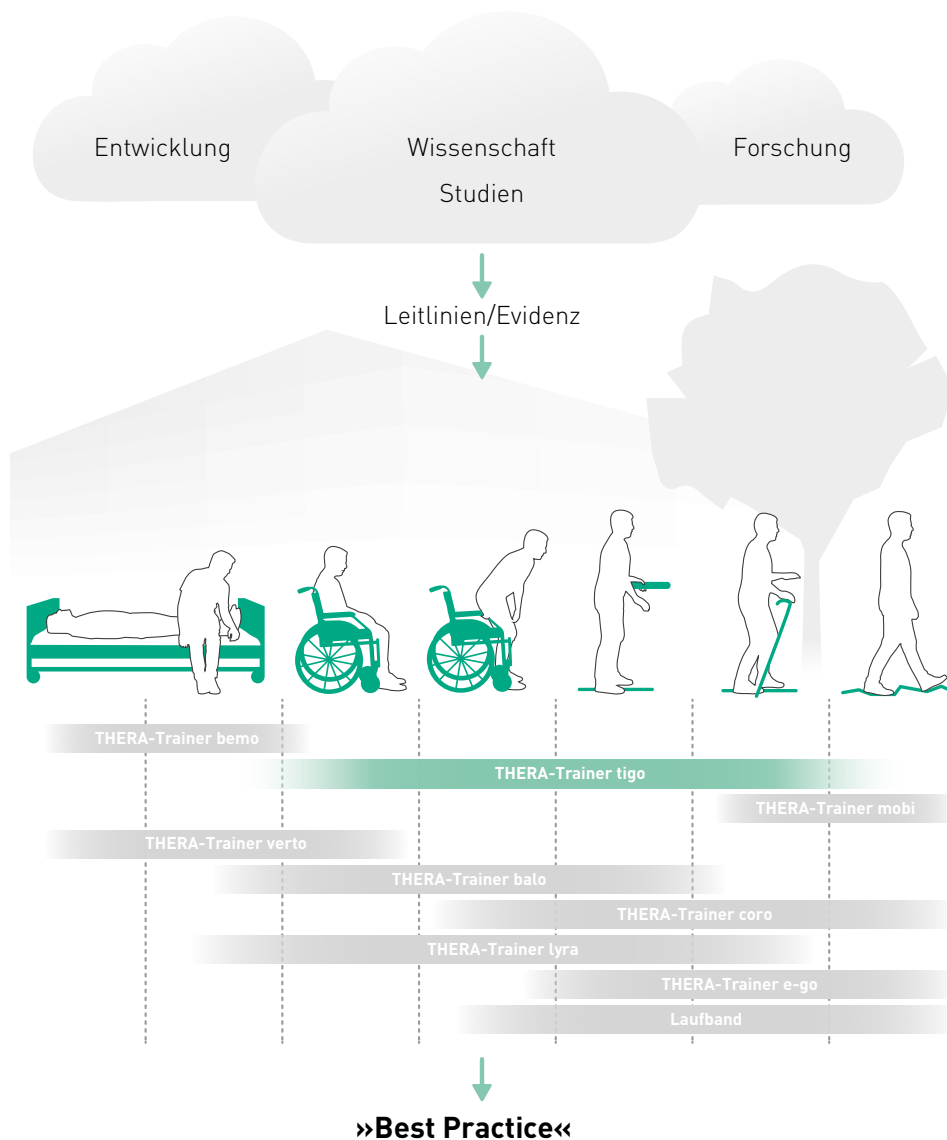 Entwicklung
Wissenschaft
Forschung
Studien
Leitlinien/Evidenz
THERA-Trainer bemo
THERA-Trainer tigo
THERA-Trainer mobi
THERA-Trainer verto
THERA-Trainer balo
THERA-Trainer coro
THERA-Trainer lyra
THERA-Trainer e-go
Laufband
»Best Practice«